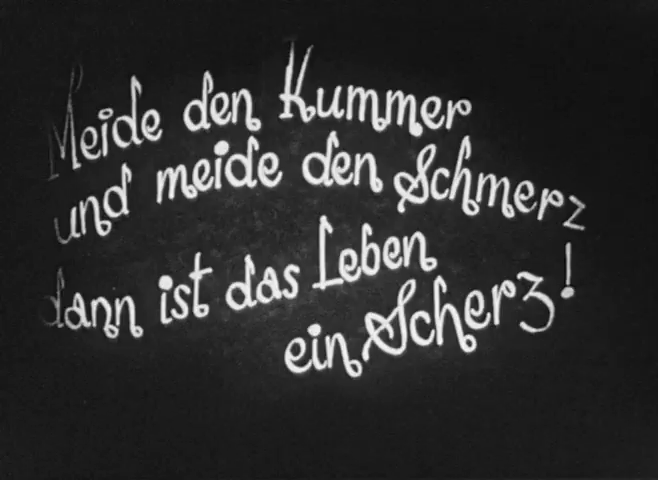 Meide den Kummer
und meide den Schmerz
dann ist das Leben
ein Scherz!